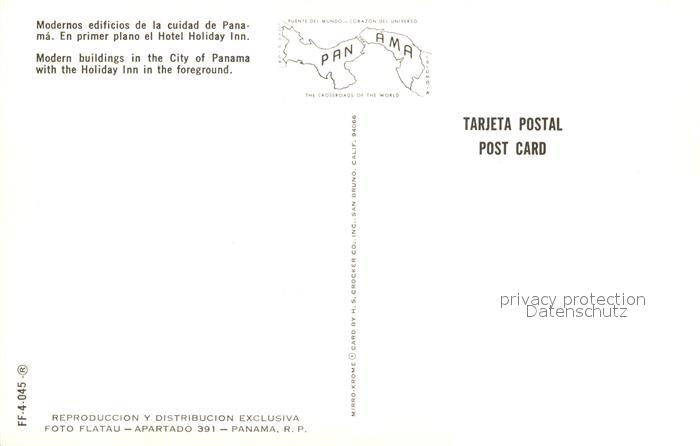 Modernos edificios de la cuidad de Pana-
má. En primer plano el Hotel Holiday Inn.
Modern buildings in the City of Panama
with the Holiday Inn in the foreground.
PUENTE DEL MUNDO — CORAZON DEL UNIVERSO
PANAMA
THE CROSSROADS OF THE WORLD
TARJETA POSTAL
POST CARD
MIRRO-KROME ® CARD BY H. S. CROCKER CO., INC., SAN BRUNO, CALIF. 94066
privacy protection
Datenschutz
FF-4-045 -®
REPRODUCCION Y DISTRIBUCION EXCLUSIVA
FOTO FLATAU — APARTADO 391 — PANAMA, R. P.